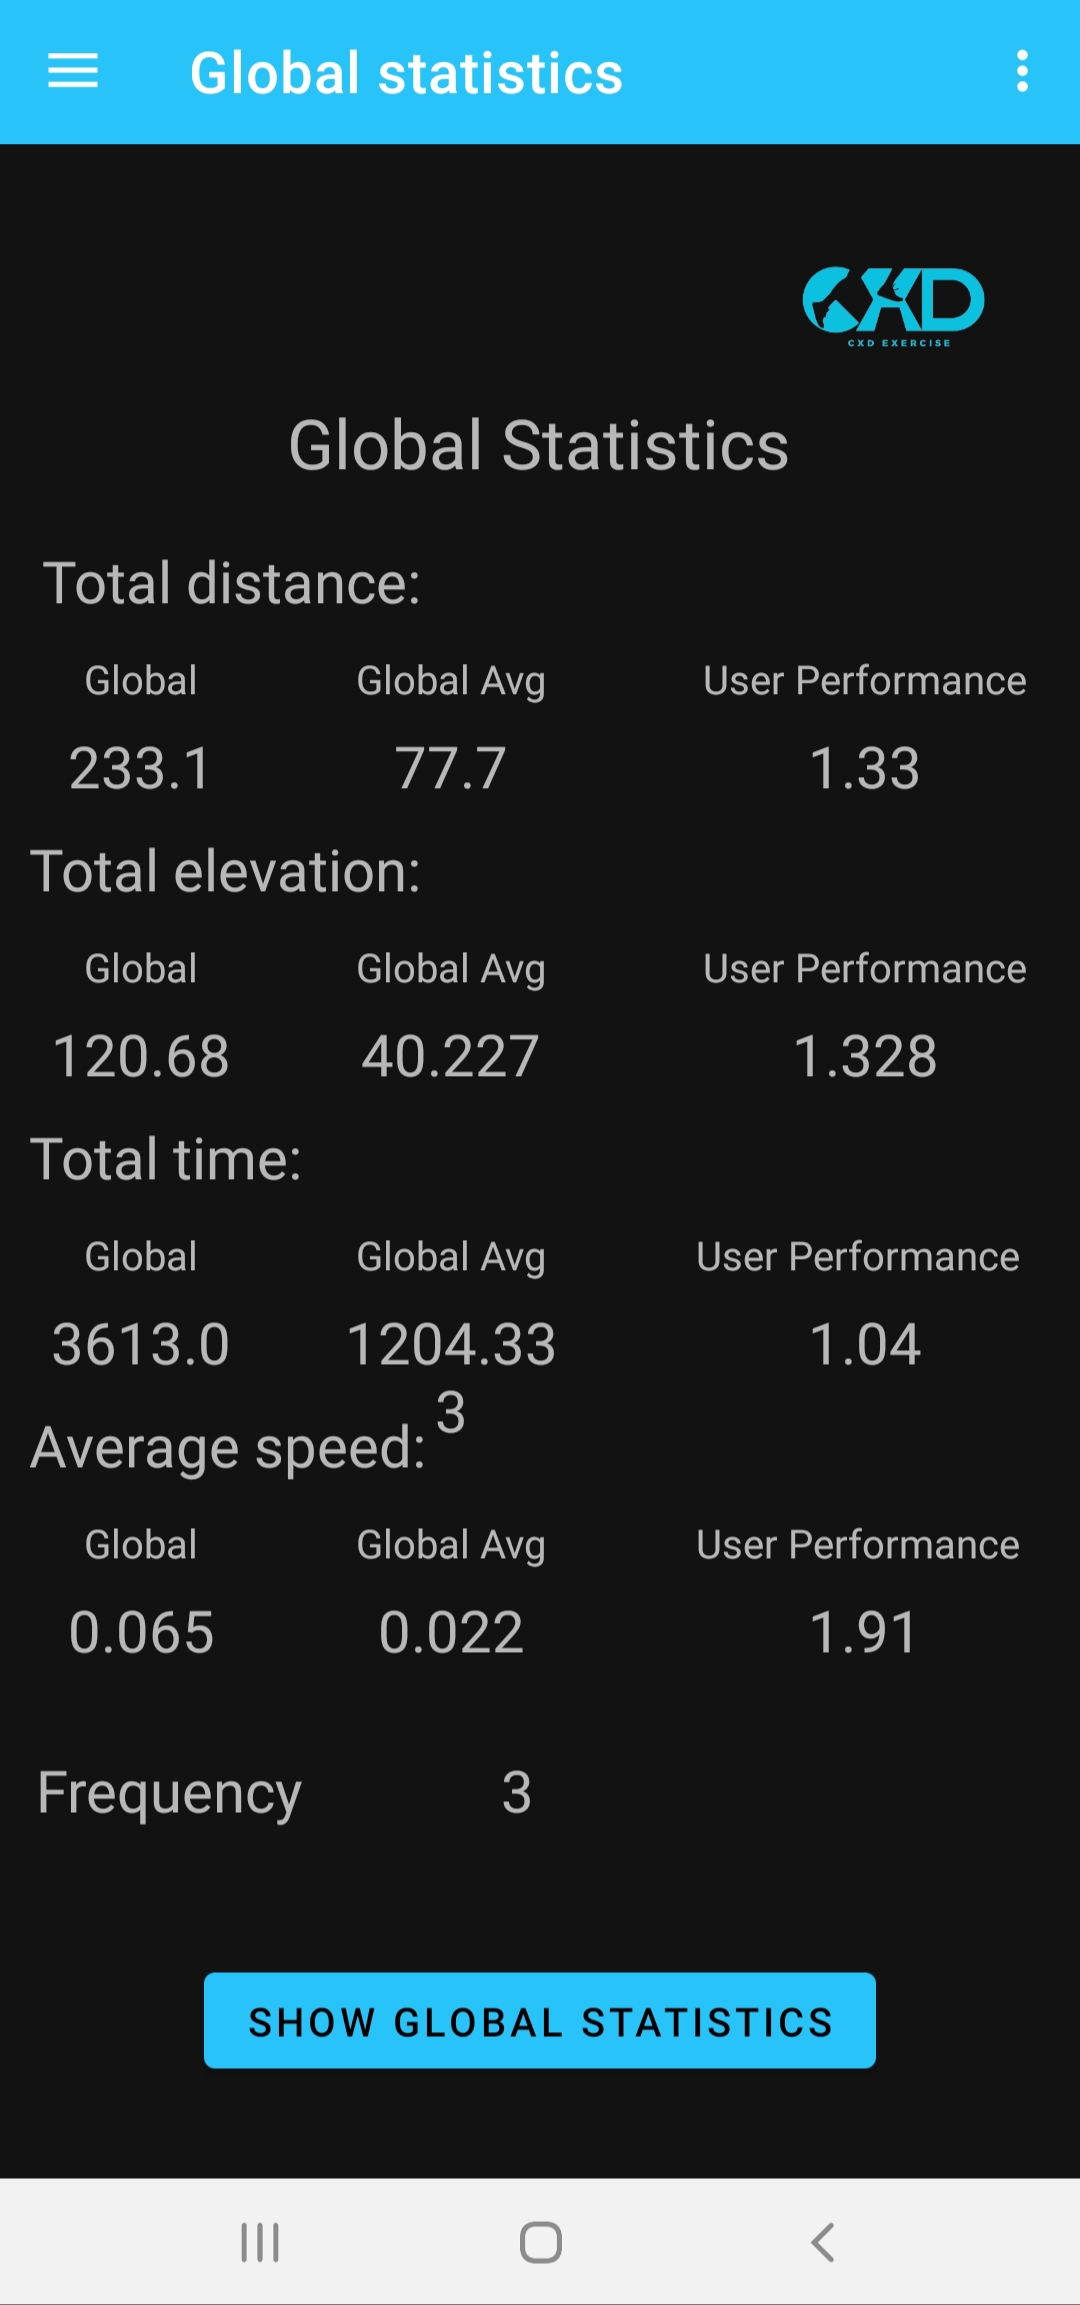 Global statistics
CXD
CXD EXERCISE
Global Statistics
Total distance:
Global Global Avg User Performance
233.1 77.7 1.33
Total elevation:
Global Global Avg User Performance
120.68 40.227 1.328
Total time:
Global Global Avg User Performance
3613.0 1204.33 1.04
3
Average speed:
Global Global Avg User Performance
0.065 0.022 1.91
Frequency 3
SHOW GLOBAL STATISTICS